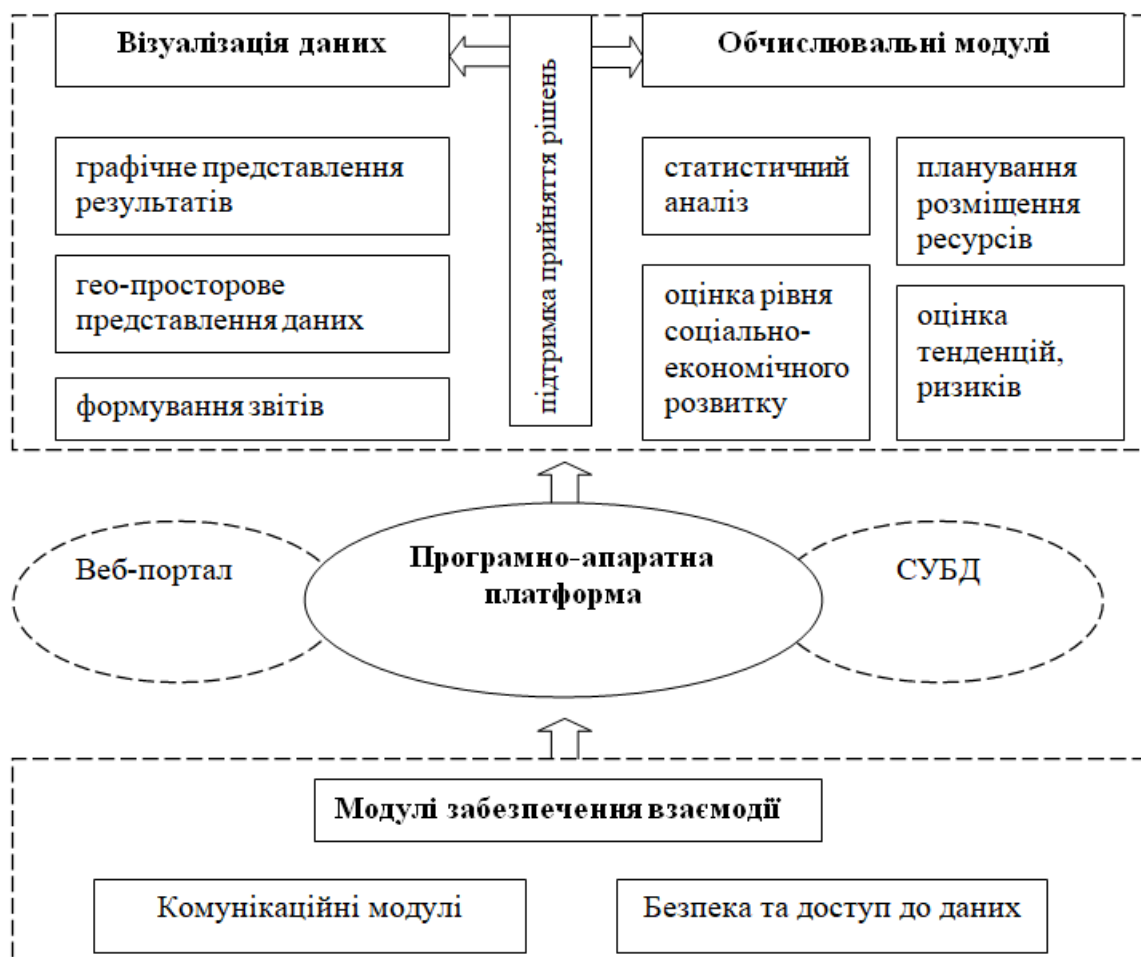 Візуалізація даних
підтримка прийняття рішень
Обчислювальні модулі
графічне представлення
результатів
гео-просторове
представлення даних
формування звітів
статистичний
аналіз
планування
розміщення
ресурсів
оцінка рівня
соціально-
економічного
розвитку
оцінка
тенденцій,
ризиків
Веб-портал
Програмно-апаратна
платформа
СУБД
Модулі забезпечення взаємодії
Комунікаційні модулі
Безпека та доступ до даних